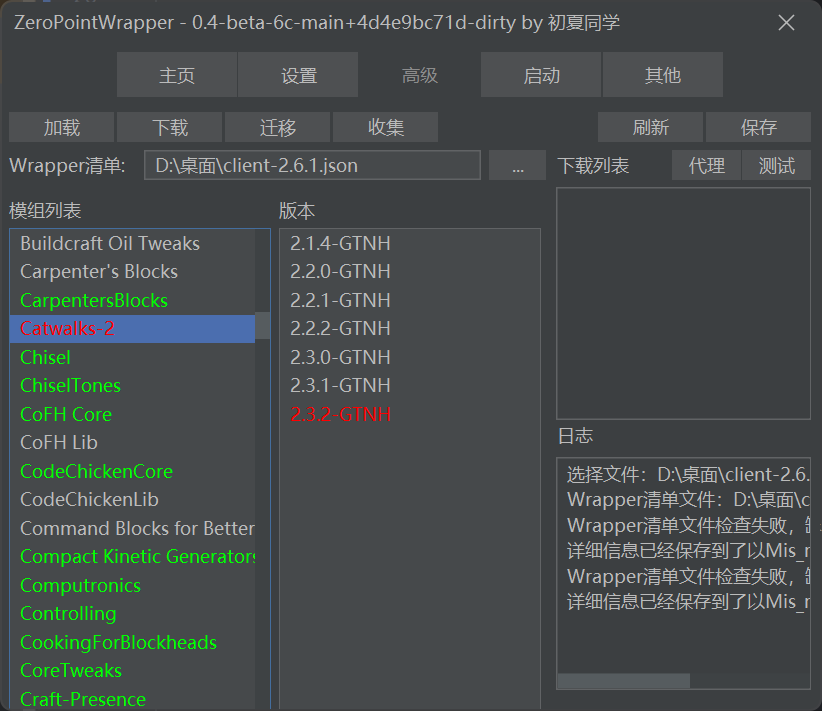 ZeroPointWrapper - 0.4-beta-6c-main+4d4e9bc71d-dirty by 初夏同学
主页 设置 高级 启动 其他
加载 下载 迁移 收集 刷新 保存
Wrapper清单: D:\桌面\client-2.6.1.json ... 下载列表 代理 测试
模组列表
Buildcraft Oil Tweaks
Carpenter's Blocks
CarpentersBlocks
Catwalks-2
Chisel
ChiselTones
CoFH Core
CoFH Lib
CodeChickenCore
CodeChickenLib
Command Blocks for Better
Compact Kinetic Generators
Computronics
Controlling
CookingForBlockheads
CoreTweaks
Craft-Presence
版本
2.1.4-GTNH
2.2.0-GTNH
2.2.1-GTNH
2.2.2-GTNH
2.3.0-GTNH
2.3.1-GTNH
2.3.2-GTNH
日志
选择文件: D:\桌面\client-2.6.
Wrapper清单文件: D:\桌面\c
Wrapper清单文件检查失败，
详细信息已经保存到了以Mis_
Wrapper清单文件检查失败，
详细信息已经保存到了以Mis_